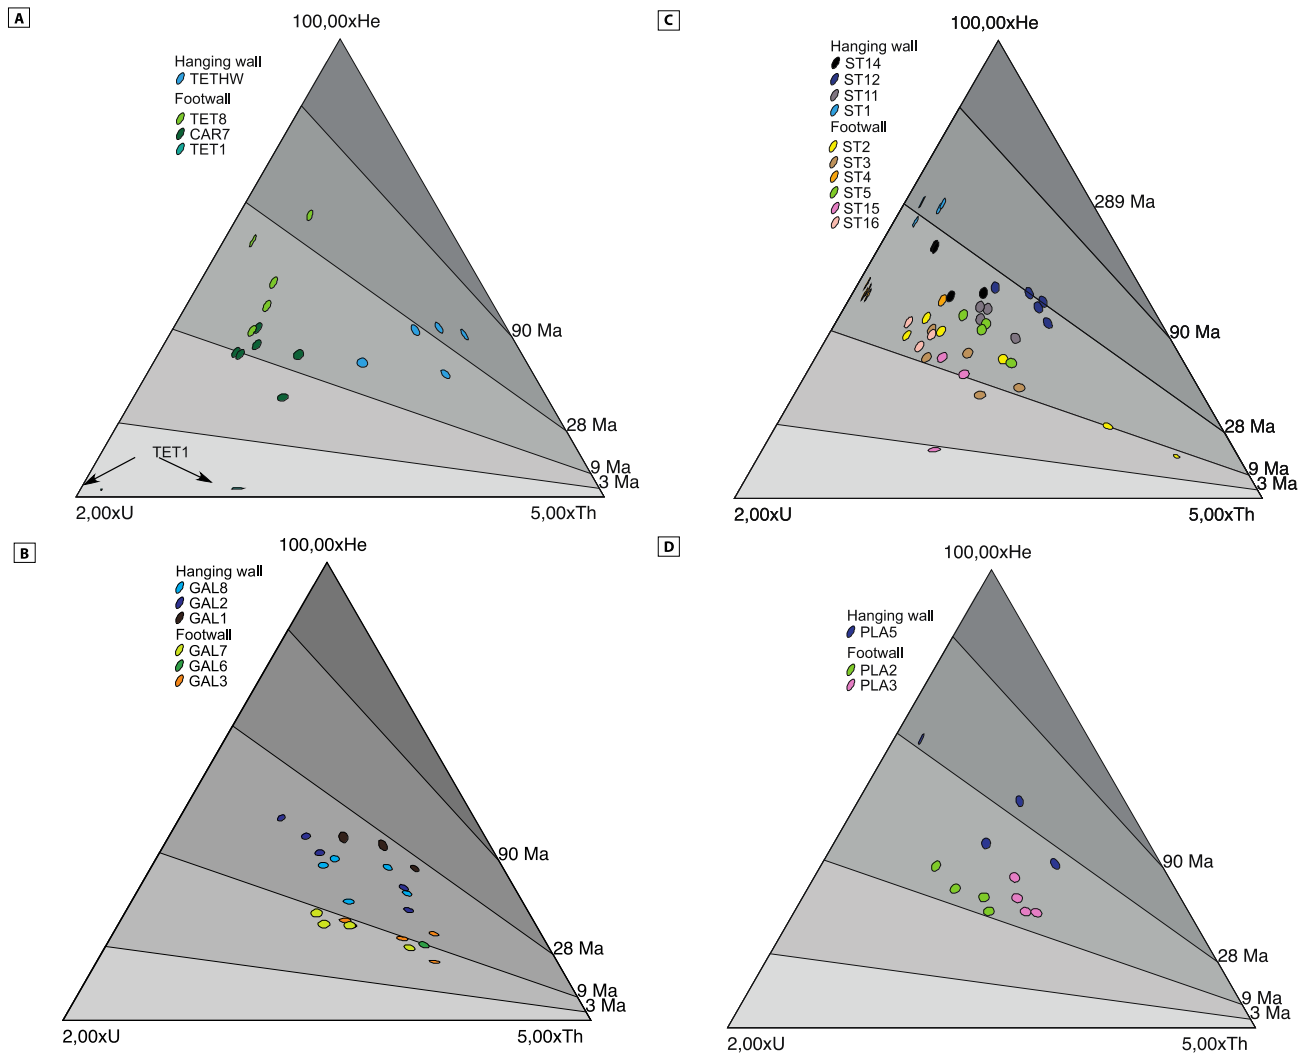 A
100,00xHe
Hanging wall
TETHW
Footwall
TET8
CAR7
TET1
90 Ma
28 Ma
9 Ma
3 Ma
TET1
2,00xU
5,00xTh
C
100,00xHe
Hanging wall
ST14
ST12
ST11
ST1
Footwall
ST2
ST3
ST4
ST5
ST15
ST16
289 Ma
90 Ma
28 Ma
9 Ma
3 Ma
2,00xU
5,00xTh
B
100,00xHe
Hanging wall
GAL8
GAL2
GAL1
Footwall
GAL7
GAL6
GAL3
90 Ma
28 Ma
9 Ma
3 Ma
2,00xU
5,00xTh
D
100,00xHe
Hanging wall
PLA5
Footwall
PLA2
PLA3
90 Ma
28 Ma
9 Ma
3 Ma
2,00xU
5,00xTh